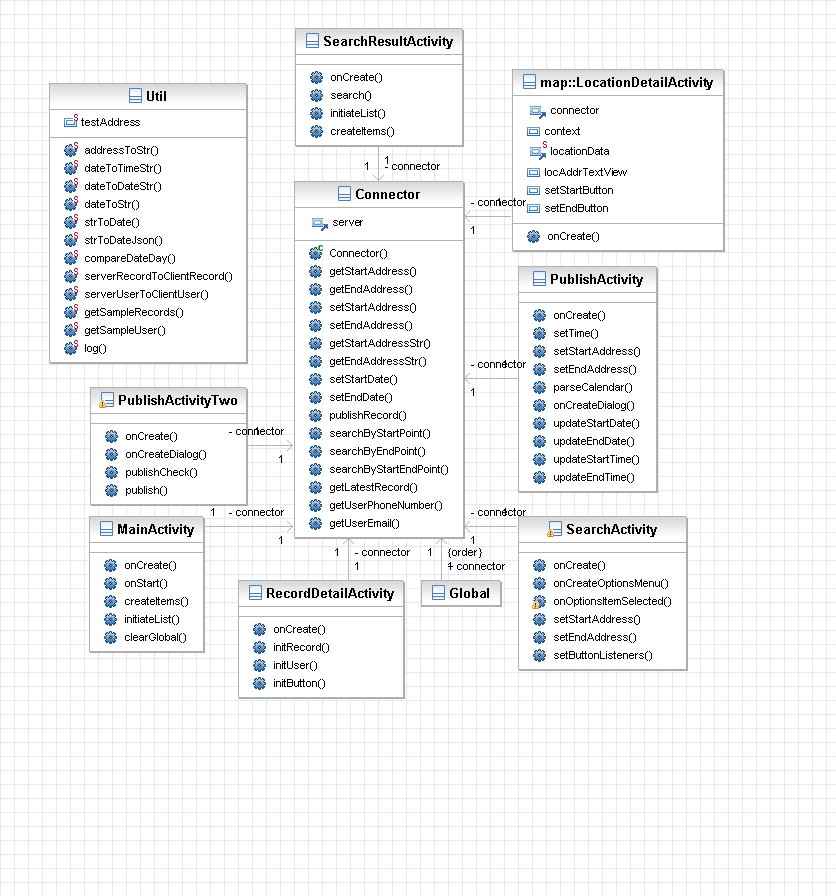 SearchResultActivity
onCreate()
search()
initiateList()
createItems()
1
1
- connector
Util
testAddress
addressToStr()
dateToTimeStr()
dateToDateStr()
dateToStr()
strToDate()
strToDateJson()
compareDateDay()
serverRecordToClientRecord()
serverUserToClientUser()
getSampleRecords()
getSampleUser()
log()
map::LocationDetailActivity
connector
context
locationData
locAddrTextView
setStartButton
setEndButton
onCreate()
- connector
1
Connector
server
Connector()
getStartAddress()
getEndAddress()
setStartAddress()
setEndAddress()
getStartAddressStr()
getEndAddressStr()
setStartDate()
setEndDate()
publishRecord()
searchByStartPoint()
searchByEndPoint()
searchByStartEndPoint()
getLatestRecord()
getUserPhoneNumber()
getUserEmail()
PublishActivity
onCreate()
setTime()
setStartAddress()
setEndAddress()
parseCalendar()
onCreateDialog()
updateStartDate()
updateEndDate()
updateStartTime()
updateEndTime()
- connector
1
PublishActivityTwo
onCreate()
onCreateDialog()
publishCheck()
publish()
- connector
1
MainActivity
onCreate()
onStart()
createItems()
initiateList()
clearGlobal()
1
- connector
1
RecordDetailActivity
onCreate()
initRecord()
initUser()
initButton()
1
- connector
1
Global
1
{order}
- connector
SearchActivity
onCreate()
onCreateOptionsMenu()
onOptionsItemSelected()
setStartAddress()
setEndAddress()
setButtonListeners()
- connector
1